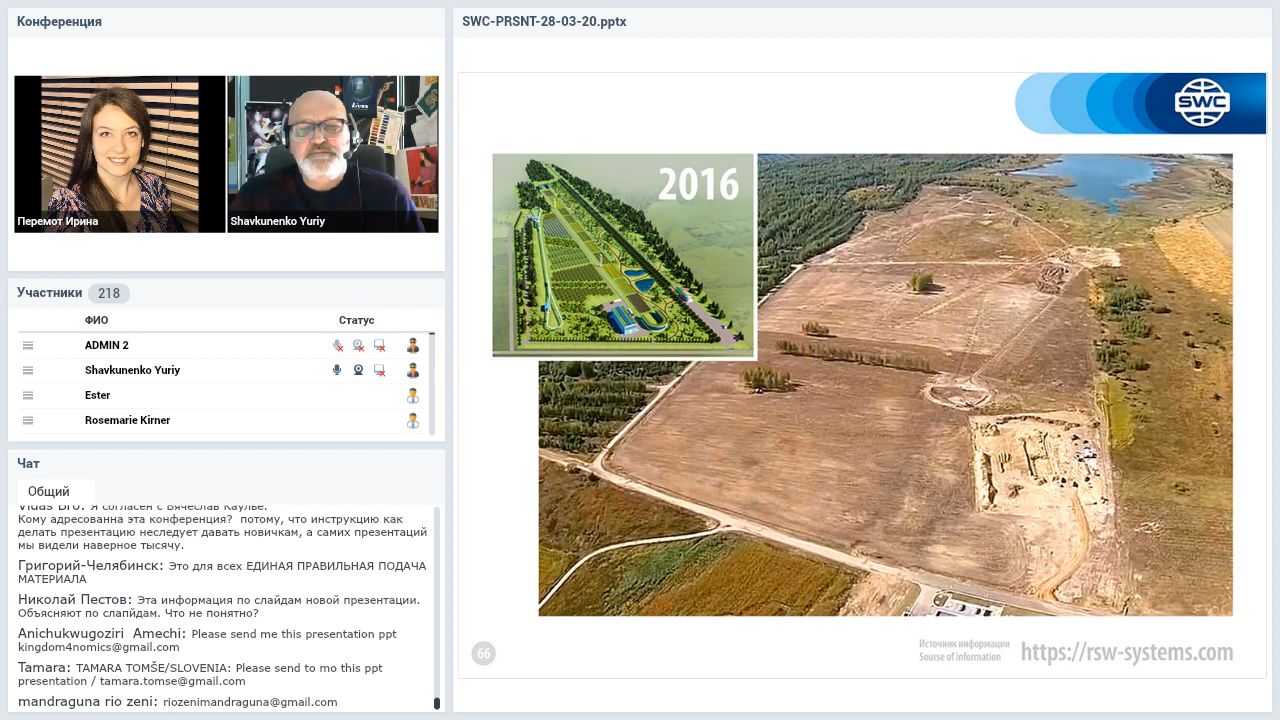 Конференция
Перемот Ирина
Shavkunenko Yuriy
Участники 218
ФИО Статус
ADMIN 2
Shavkunenko Yuriy
Ester
Rosemarie Kirner
Чат
Общий
Vidas Bro: Я согласен с Вячеслав Каулье.
Кому адресованна эта конференция? потому, что инструкцию как
делать презентацию неследует давать новичкам, а самих презентаций
мы видели наверное тысячу.
Григорий-Челябинск: Это для всех ЕДИНАЯ ПРАВИЛЬНАЯ ПОДАЧА
МАТЕРИАЛА
Николай Пестов: Эта информация по слайдам новой презентации.
Объясняют по слапйдам. Что не понятно?
Anichukwugoziri Amechi: Please send me this presentation ppt
kingdom4nomics@gmail.com
Tamara: TAMARA TOMŠE/SLOVENIA: Please send to mo this ppt
presentation / tamara.tomse@gmail.com
mandraguna rio zeni: riozenimandraguna@gmail.com
SWC-PRSNT-28-03-20.pptx
SWC
2016
66
Источник информации
Sourse of information
https://rsw-systems.com